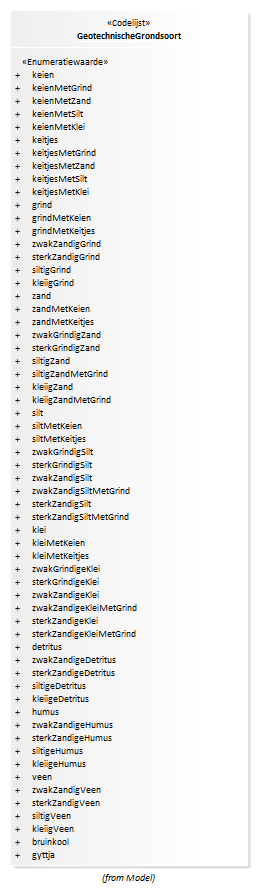 «Codelijst»
GeotechnischeGrondsoort
«Enumeratiewaarde»
+ keien
+ keienMetGrind
+ keienMetZand
+ keienMetSilt
+ keienMetKlei
+ keitjes
+ keitjesMetGrind
+ keitjesMetZand
+ keitjesMetSilt
+ keitjesMetKlei
+ grind
+ grindMetKeien
+ grindMetKeitjes
+ zwakZandigGrind
+ sterkZandigGrind
+ siltigGrind
+ kleiigGrind
+ zand
+ zandMetKeien
+ zandMetKeitjes
+ zwakGrindigZand
+ sterkGrindigZand
+ siltigZand
+ siltigZandMetGrind
+ kleiigZand
+ kleiigZandMetGrind
+ silt
+ siltMetKeien
+ siltMetKeitjes
+ zwakGrindigSilt
+ sterkGrindigSilt
+ zwakZandigSilt
+ zwakZandigSiltMetGrind
+ sterkZandigSilt
+ sterkZandigSiltMetGrind
+ klei
+ kleiMetKeien
+ kleiMetKeitjes
+ zwakGrindigeKlei
+ sterkGrindigeKlei
+ zwakZandigeKlei
+ zwakZandigeKleiMetGrind
+ sterkZandigeKlei
+ sterkZandigeKleiMetGrind
+ detritus
+ zwakZandigeDetritus
+ sterkZandigeDetritus
+ siltigeDetritus
+ kleiigeDetritus
+ humus
+ zwakZandigeHumus
+ sterkZandigeHumus
+ siltigeHumus
+ kleiigeHumus
+ veen
+ zwakZandigVeen
+ sterkZandigVeen
+ siltigVeen
+ kleiigVeen
+ bruinkool
+ gyttja
(from Model)